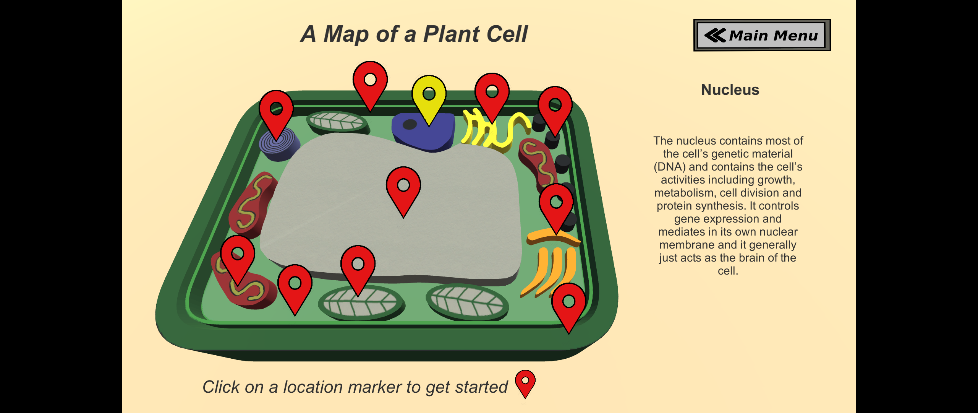 A Map of a Plant Cell
Main Menu
Nucleus
The nucleus contains most of
the cell's genetic material
(DNA) and contains the cell's
activities including growth,
metabolism, cell division and
protein synthesis. It controls
gene expression and
mediates in its own nuclear
membrane and it generally
just acts as the brain of the
cell.
Click on a location marker to get started